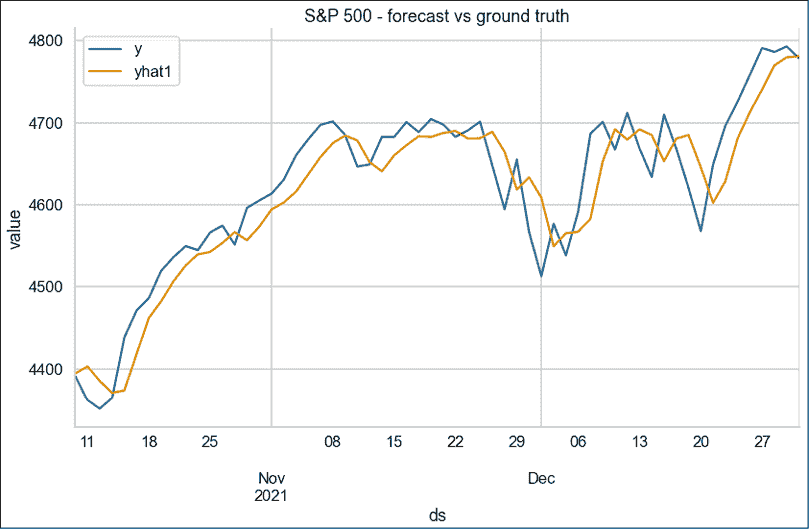 S&P 500 - forecast vs ground truth
y
yhat1
4800
4700
4600
4500
4400
value
11 18 25 08 15 22 29 06 13 20 27
Nov Dec
2021
ds